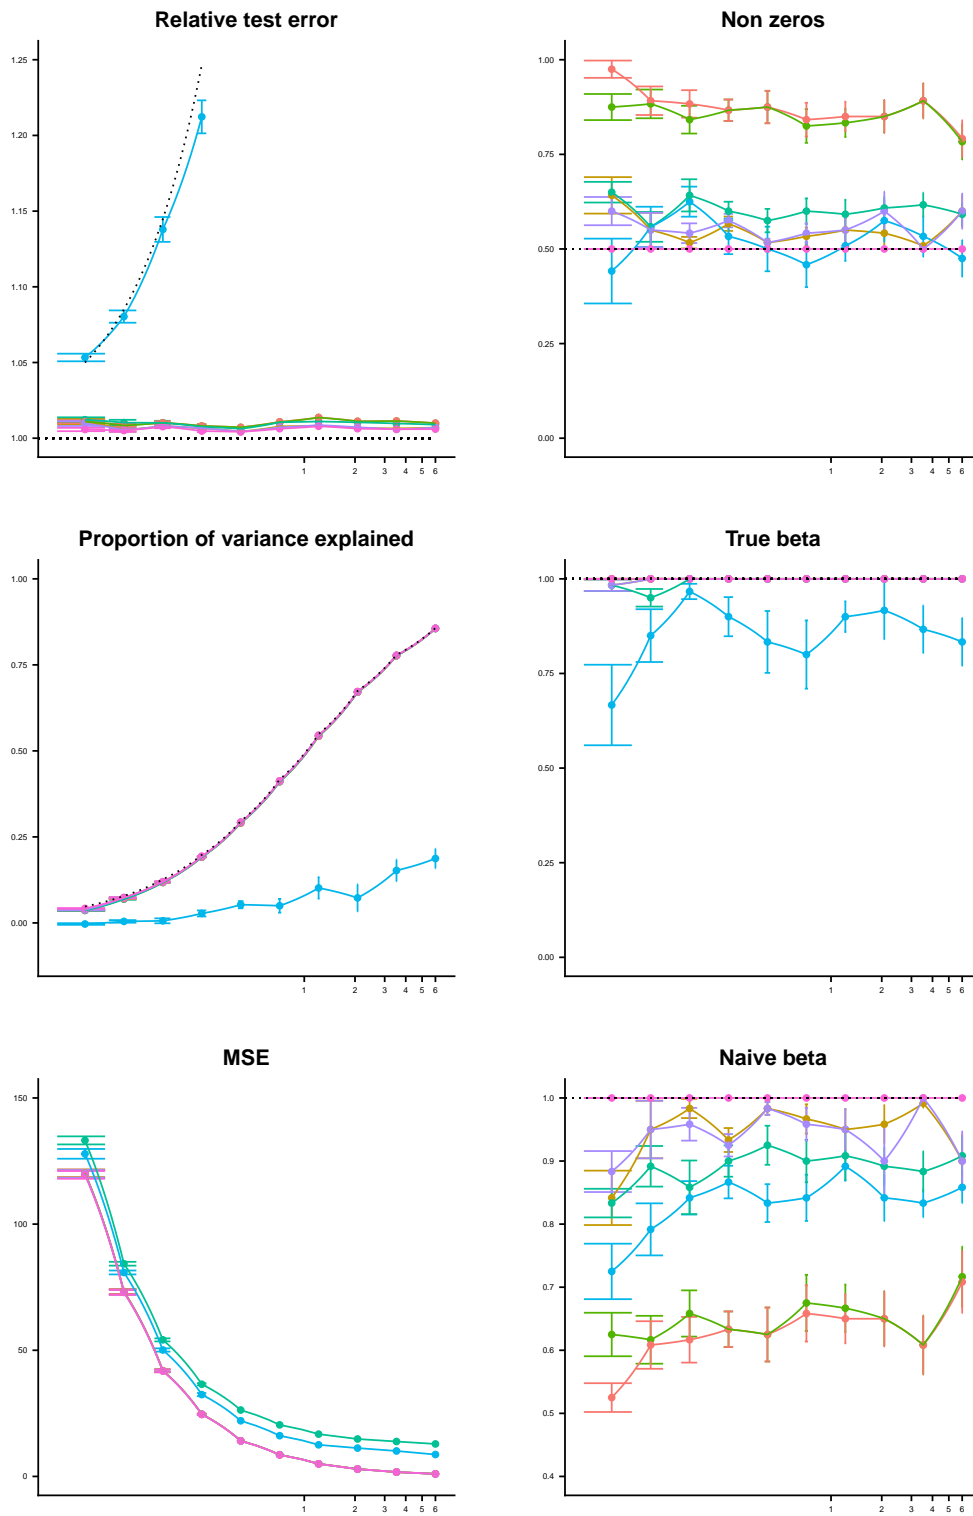 Relative test error
1.25
1.20
1.15
1.10
1.05
1.00
1 2 3 4 5 6
Non zeros
1.00
0.75
0.50
0.25
0.00
1 2 3 4 5 6
Proportion of variance explained
1.00
0.75
0.50
0.25
0.00
1 2 3 4 5 6
True beta
1.00
0.75
0.50
0.25
0.00
1 2 3 4 5 6
MSE
150
100
50
0
1 2 3 4 5 6
Naive beta
1.0
0.9
0.8
0.7
0.6
0.5
0.4
1 2 3 4 5 6